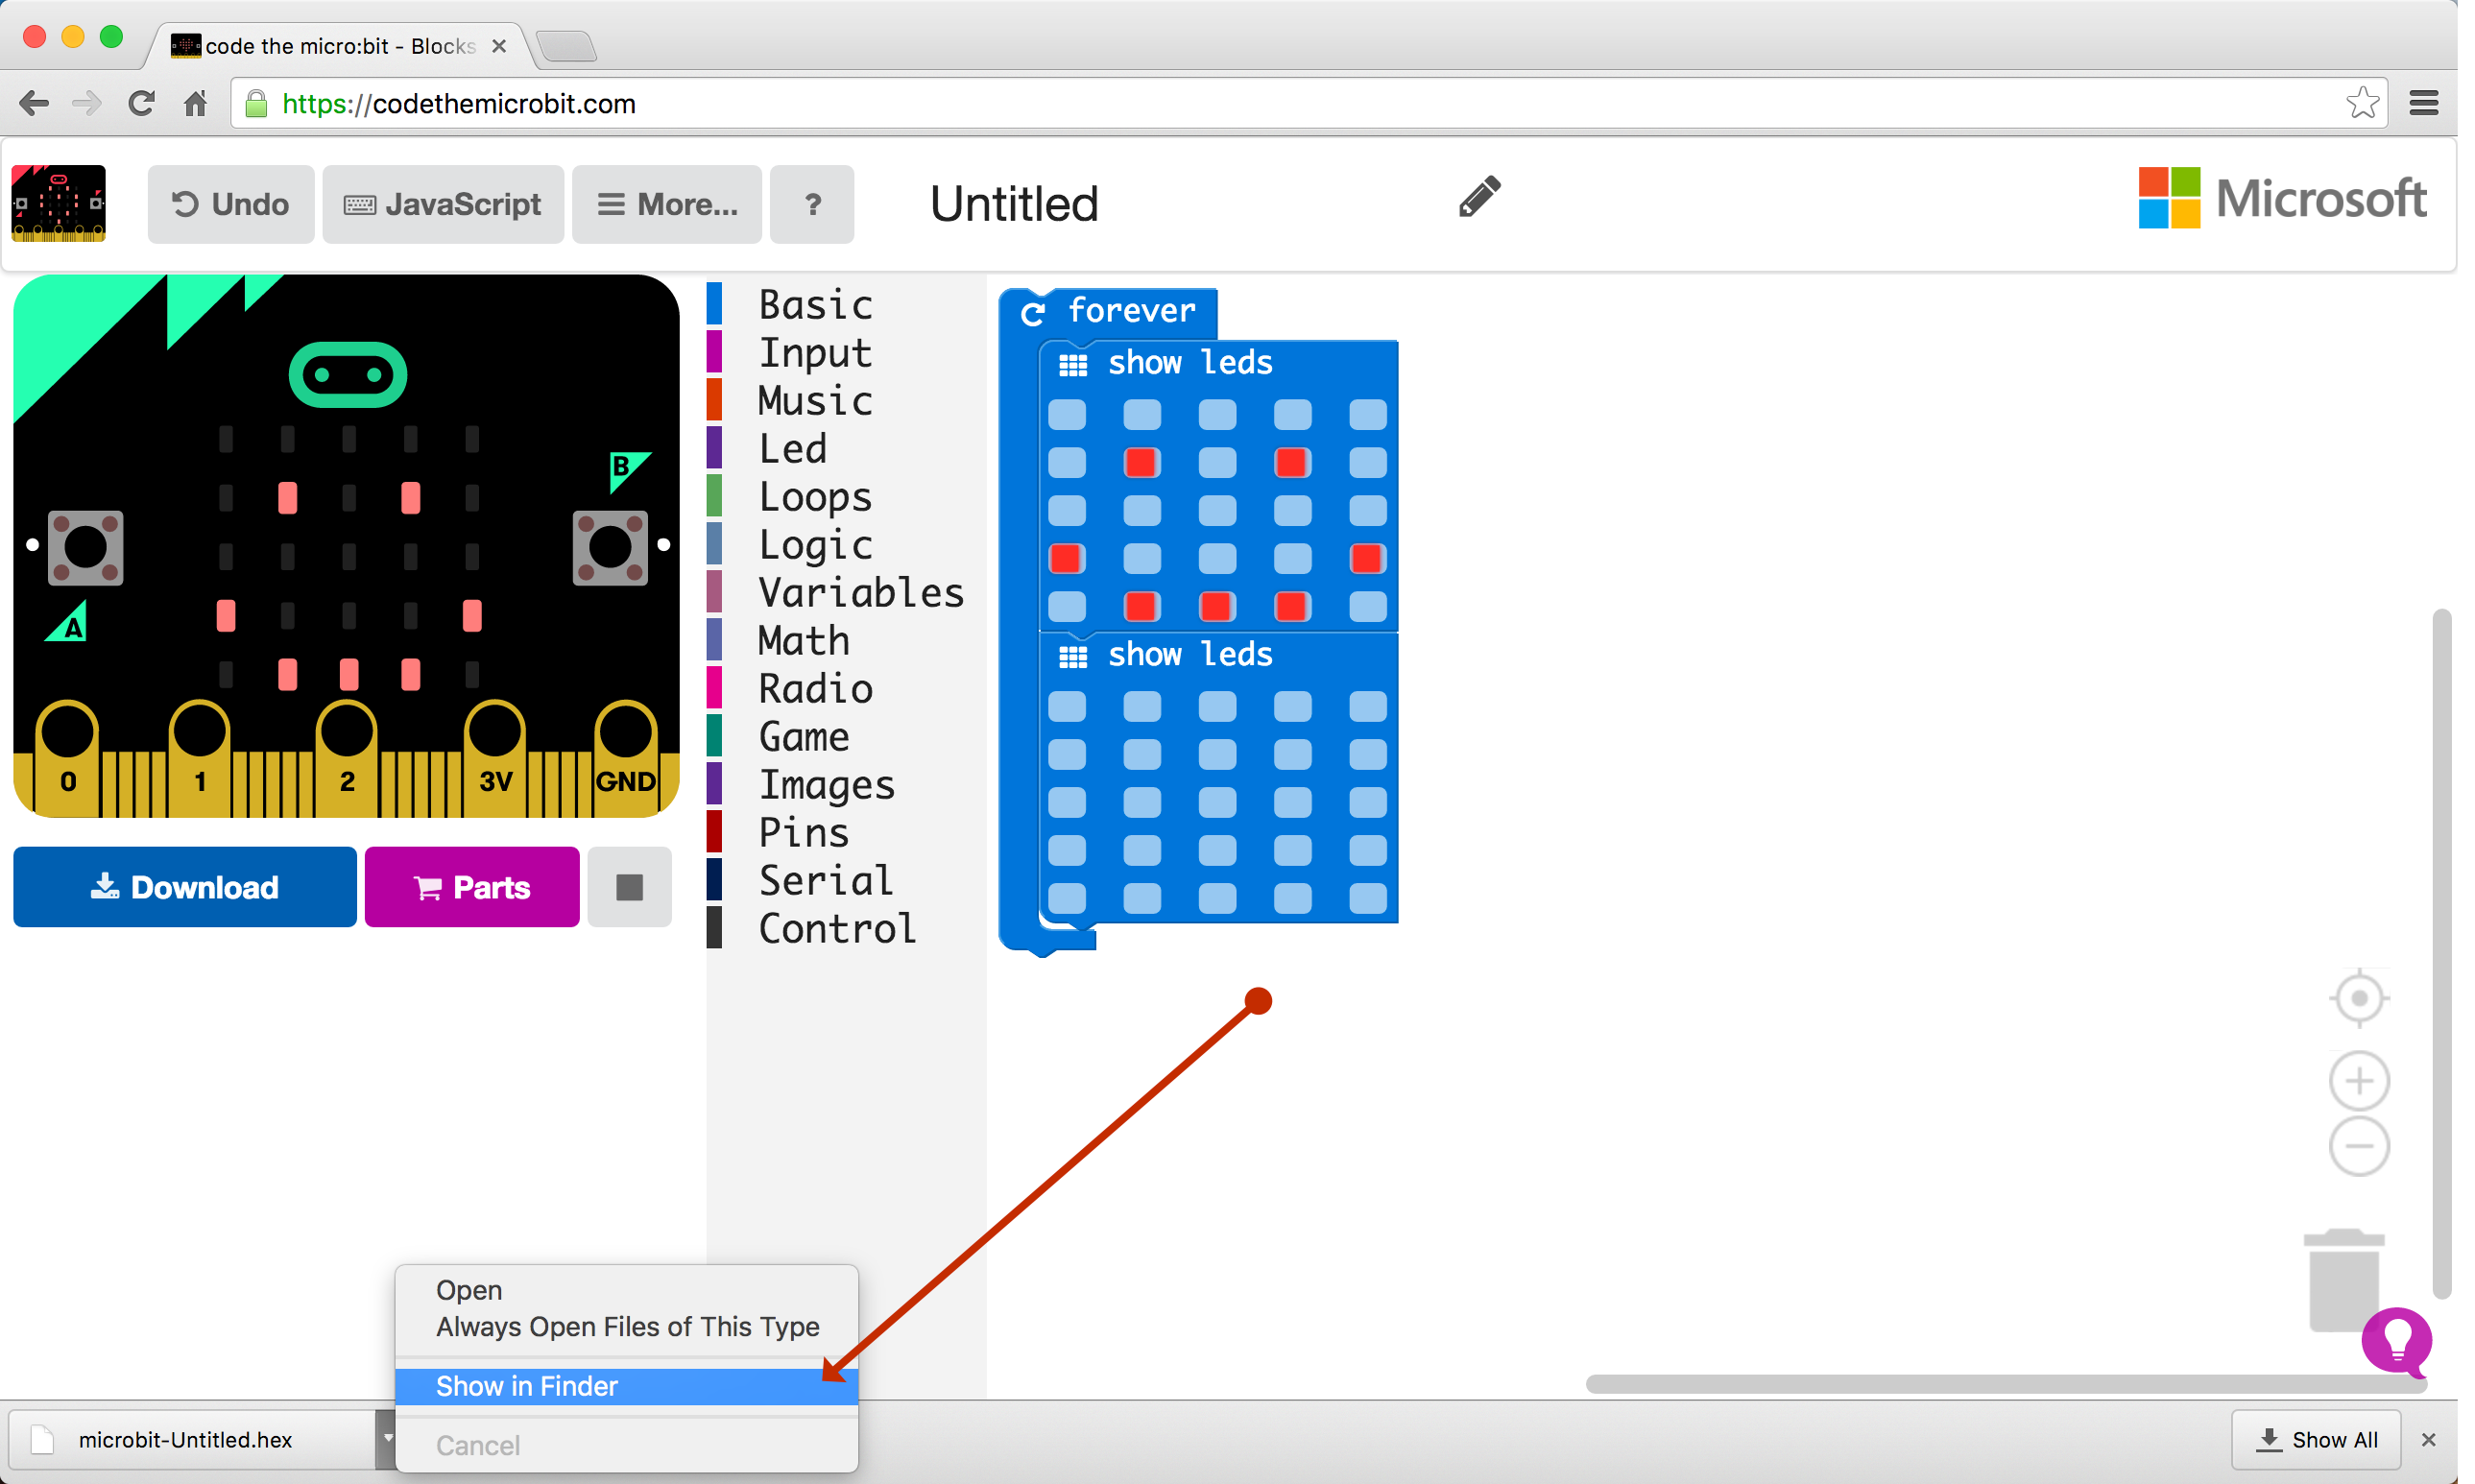 code the micro:bit - Blocks
https://codethemicrobit.com
Undo
JavaScript
More...
?
Untitled
Microsoft
B
A
0
1
2
3V
GND
Download
Parts
Basic
Input
Music
Led
Loops
Logic
Variables
Math
Radio
Game
Images
Pins
Serial
Control
forever
show leds
show leds
Open
Always Open Files of This Type
Show in Finder
Cancel
microbit-Untitled.hex
Show All